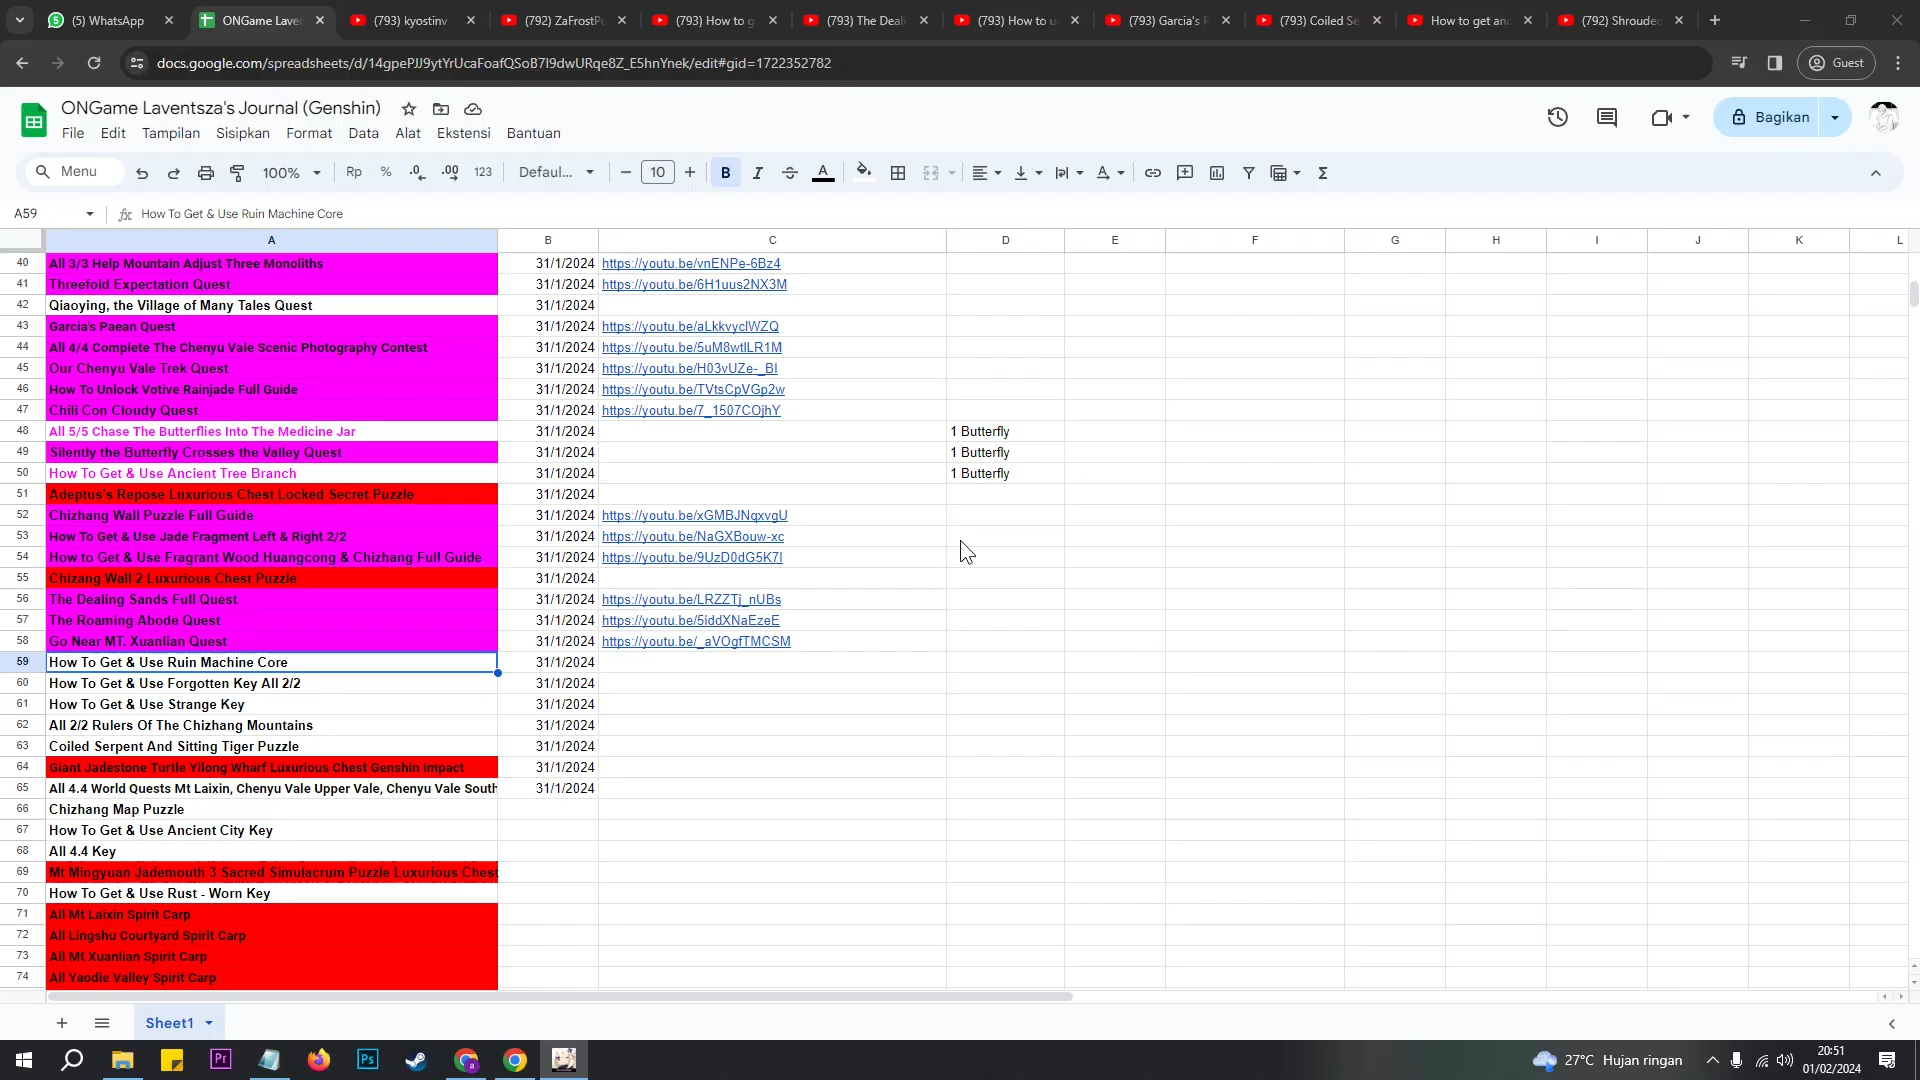 (5) WhatsApp
ONGame Laver
(793) kyostinv
(792) ZaFrostP
(793) How to g
(793) The Deal
(793) How to u
(793) Garcia's
(793) Coiled Se
How to get an
(792) Shrouded
docs.google.com/spreadsheets/d/14gpePJJ9ytYrUcaFoafQSoB7I9dwURqe8Z_E5hnYnek/edit#gid=1722352782
Guest
ONGame Laventsza's Journal (Genshin)
File Edit Tampilan Sisipkan Format Data Alat Ekstensi Bantuan
Bagikan
Menu 100% Rp % .0 .00 123 Defaul... 10 B I A
A59 fx How To Get & Use Ruin Machine Core
A B C D E F G H I J K L
40 All 3/3 Help Mountain Adjust Three Monoliths 31/1/2024 https://youtu.be/vnENPe-6Bz4
41 Threefold Expectation Quest 31/1/2024 https://youtu.be/6H1uus2NX3M
42 Qiaoying, the Village of Many Tales Quest 31/1/2024
43 Garcia's Paean Quest 31/1/2024 https://youtu.be/aLkkvyclWZQ
44 All 4/4 Complete The Chenyu Vale Scenic Photography Contest 31/1/2024 https://youtu.be/5uM8wtlLR1M
45 Our Chenyu Vale Trek Quest 31/1/2024 https://youtu.be/H03vUZe-_BI
46 How To Unlock Votive Rainjade Full Guide 31/1/2024 https://youtu.be/TVtsCpVGp2w
47 Chili Con Cloudy Quest 31/1/2024 https://youtu.be/7_1507COjhY
48 All 5/5 Chase The Butterflies Into The Medicine Jar 31/1/2024 1 Butterfly
49 Silently the Butterfly Crosses the Valley Quest 31/1/2024 1 Butterfly
50 How To Get & Use Ancient Tree Branch 31/1/2024 1 Butterfly
51 Adeptus's Repose Luxurious Chest Locked Secret Puzzle 31/1/2024
52 Chizhang Wall Puzzle Full Guide 31/1/2024 https://youtu.be/xGMBJNqxvgU
53 How To Get & Use Jade Fragment Left & Right 2/2 31/1/2024 https://youtu.be/NaGXBouw-xc
54 How to Get & Use Fragrant Wood Huangcong & Chizhang Full Guide 31/1/2024 https://youtu.be/9UzD0dG5K7I
55 Chizang Wall 2 Luxurious Chest Puzzle 31/1/2024
56 The Dealing Sands Full Quest 31/1/2024 https://youtu.be/LRZZTj_nUBs
57 The Roaming Abode Quest 31/1/2024 https://youtu.be/5iddXNaEzeE
58 Go Near MT. Xuanlian Quest 31/1/2024 https://youtu.be/_aVOgfTMCSM
59 How To Get & Use Ruin Machine Core 31/1/2024
60 How To Get & Use Forgotten Key All 2/2 31/1/2024
61 How To Get & Use Strange Key 31/1/2024
62 All 2/2 Rulers Of The Chizhang Mountains 31/1/2024
63 Coiled Serpent And Sitting Tiger Puzzle 31/1/2024
64 Giant Jadestone Turtle Yilong Wharf Luxurious Chest Genshin Impact 31/1/2024
65 All 4.4 World Quests Mt Laixin, Chenyu Vale Upper Vale, Chenyu Vale South 31/1/2024
66 Chizhang Map Puzzle
67 How To Get & Use Ancient City Key
68 All 4.4 Key
69 Mt Mingyuan Jademouth 3 Sacred Simulacrum Puzzle Luxurious Chest
70 How To Get & Use Rust - Worn Key
71 All Mt Laixin Spirit Carp
72 All Lingshu Courtyard Spirit Carp
73 All Mt Xuanlian Spirit Carp
74 All Yaodie Valley Spirit Carp
Sheet1
27°C Hujan ringan
20:51
01/02/2024